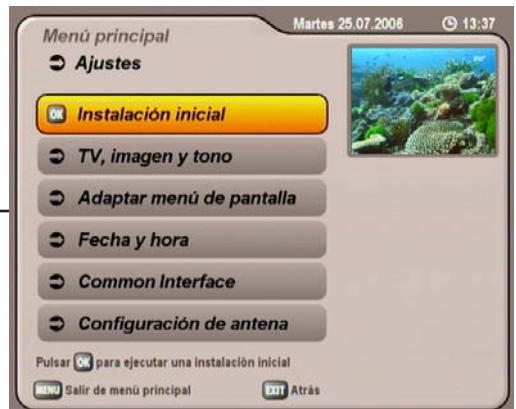 Menú principal
Martes 25.07.2006 13:37
Ajustes
OK Instalación inicial
TV, imagen y tono
Adaptar menú de pantalla
Fecha y hora
Common Interface
Configuración de antena
Pulsar OK para ejecutar una instalación inicial
MENU Salir de menú principal EXIT Atrás